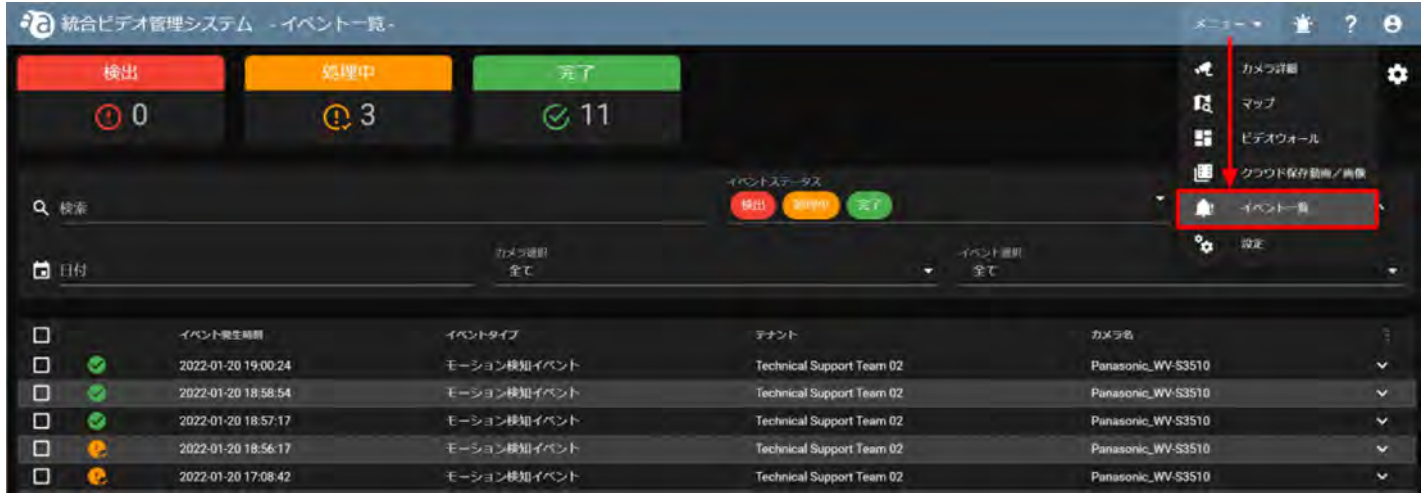 統合ビデオ管理システム - イベント一覧 -
メニュー
?
検出
処理中
完了
0
3
11
カメラ詳細
マップ
ビデオウォール
クラウド保存動画／画像
イベント一覧
設定
検索
イベントステータス
検出 処理中 完了
日付
カメラ選択
全て
イベント選択
全て
イベント発生時刻 イベントタイプ テナント カメラ名
2022-01-20 19:00:24 モーション検知イベント Technical Support Team 02 Panasonic_WV-S3510
2022-01-20 18:58:54 モーション検知イベント Technical Support Team 02 Panasonic_WV-S3510
2022-01-20 18:57:17 モーション検知イベント Technical Support Team 02 Panasonic_WV-S3510
2022-01-20 18:56:17 モーション検知イベント Technical Support Team 02 Panasonic_WV-S3510
2022-01-20 17:08:42 モーション検知イベント Technical Support Team 02 Panasonic_WV-S3510